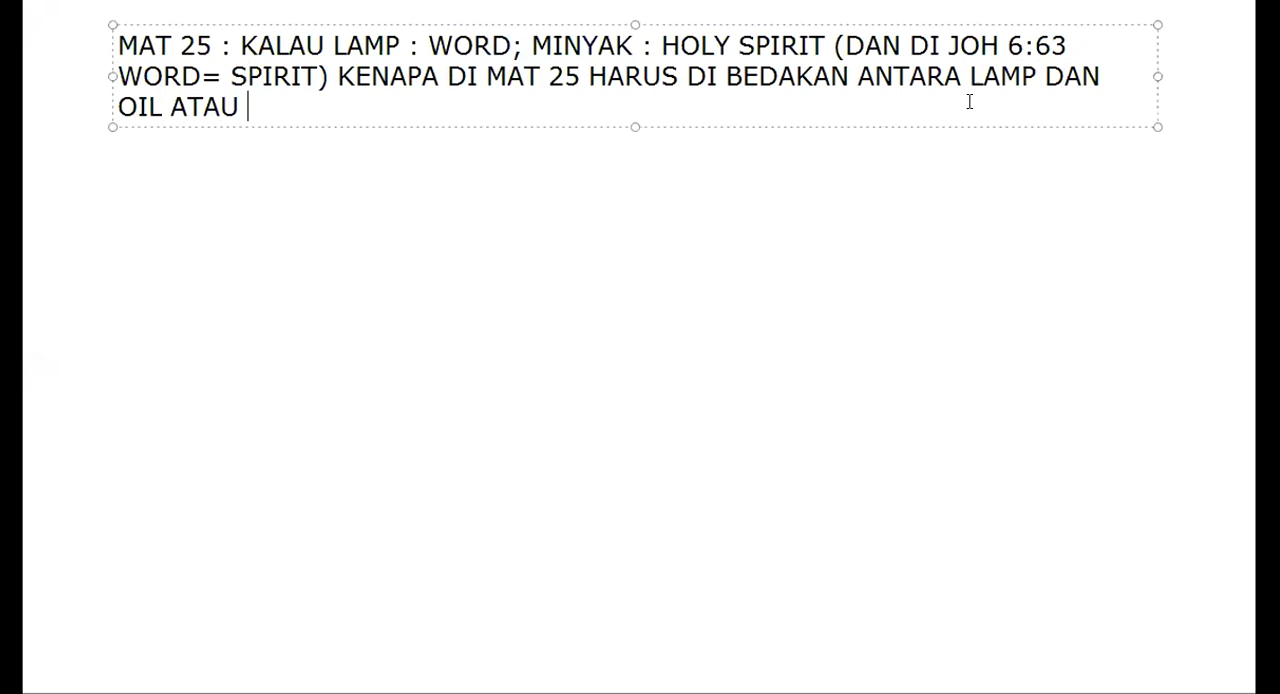 MAT 25 : KALAU LAMP : WORD; MINYAK : HOLY SPIRIT (DAN DI JOH 6:63
WORD= SPIRIT) KENAPA DI MAT 25 HARUS DI BEDAKAN ANTARA LAMP DAN
OIL ATAU